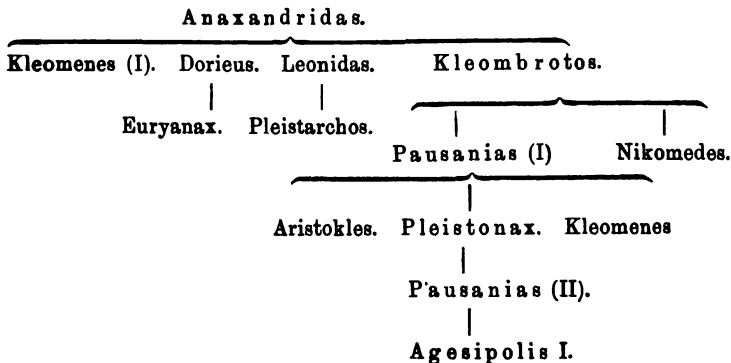 Anaxandridas.
Kleomenes (I). Dorieus. Leonidas. Kleombrotos.
Euryanax. Pleistarchos.
Pausanias (I) Nikomedes.
Aristokles. Pleistonax. Kleomenes
Pausanias (II).
Agesipolis I.